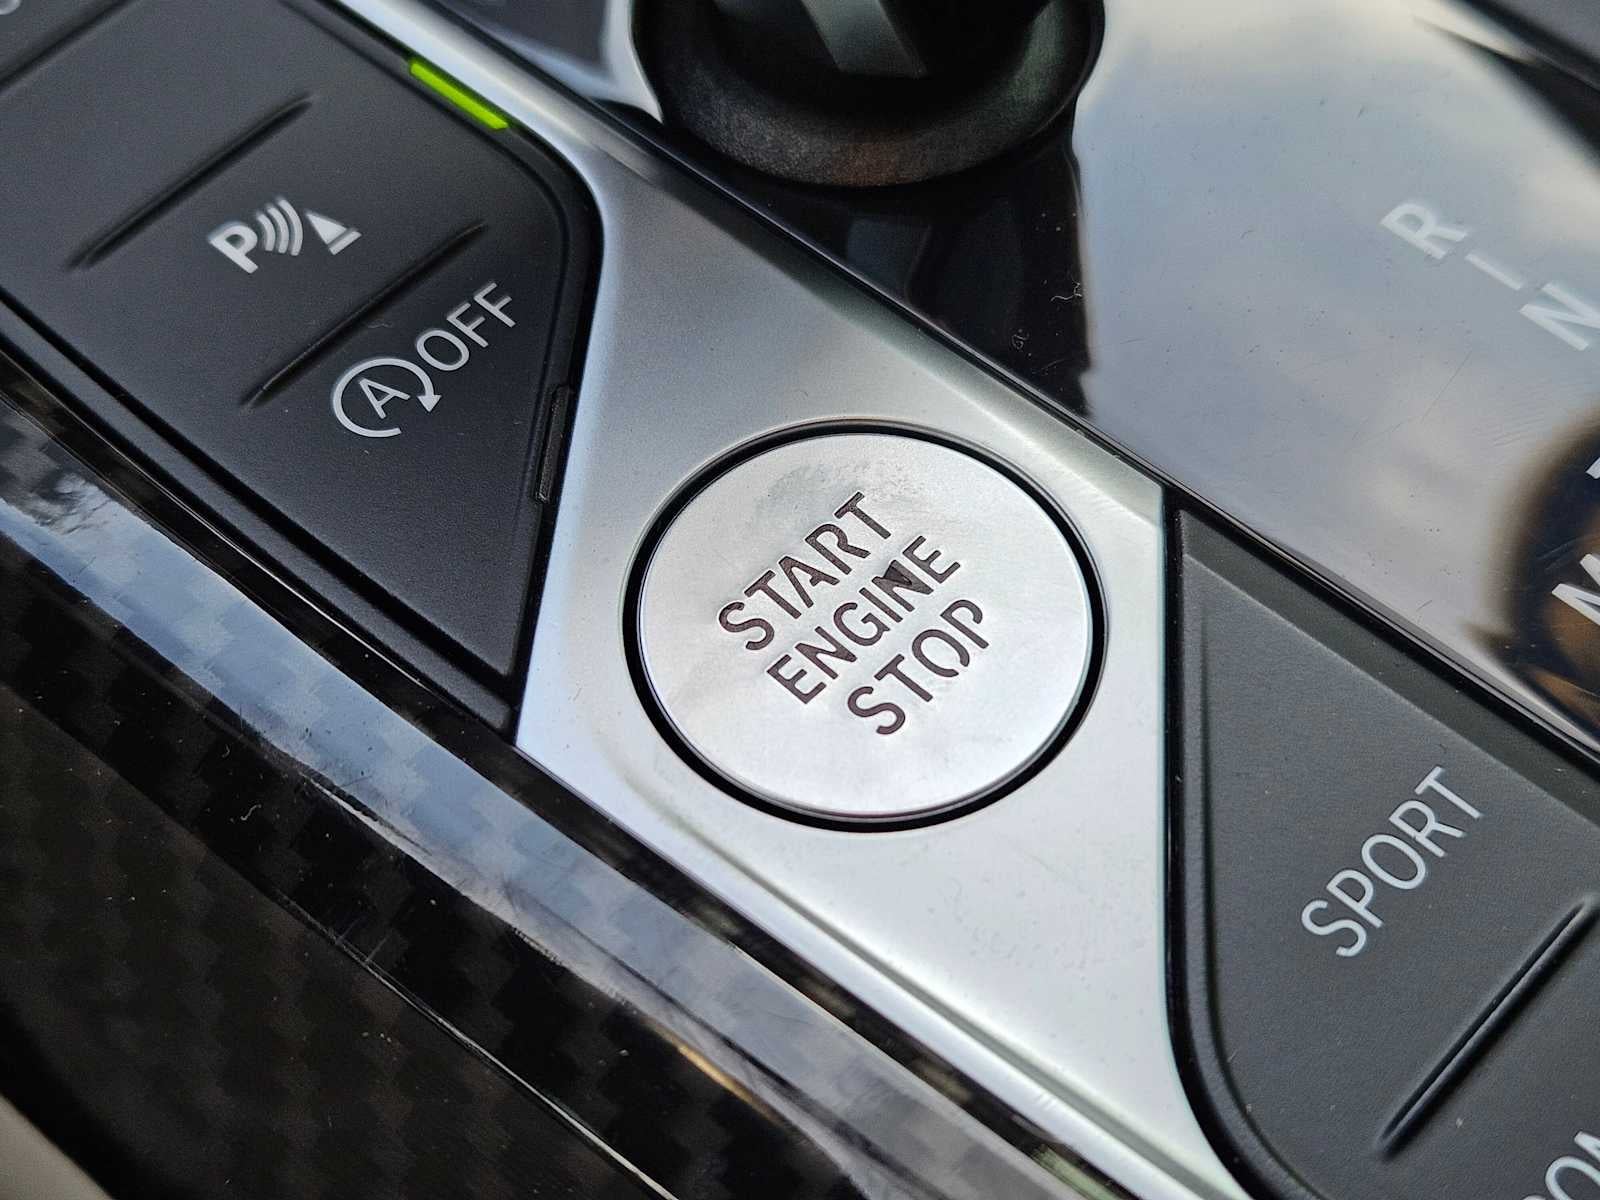 P
A OFF
R
N
M
START
ENGINE
STOP
SPORT